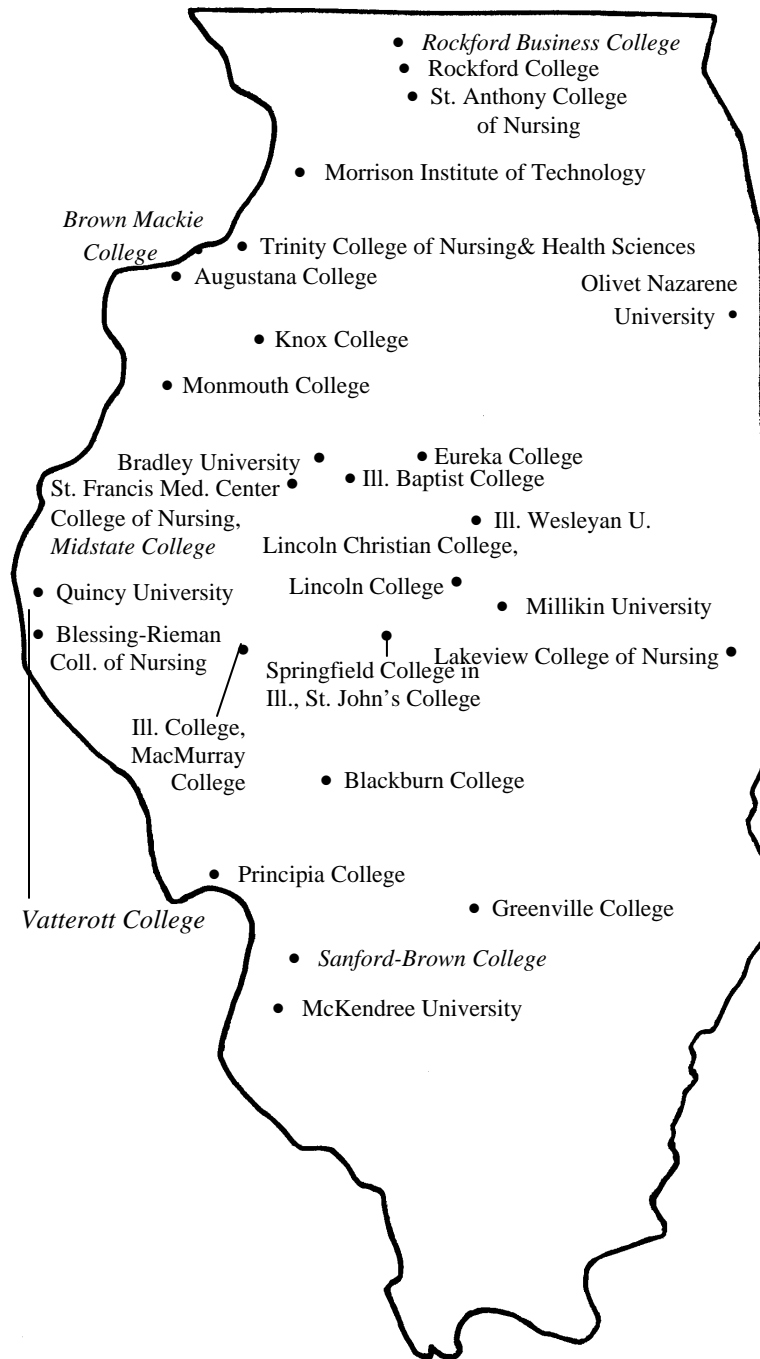 Rockford Business College
Rockford College
St. Anthony College
of Nursing
Morrison Institute of Technology
Brown Mackie
College
Trinity College of Nursing& Health Sciences
Augustana College
Olivet Nazarene
University
Knox College
Monmouth College
Bradley University
Eureka College
Ill. Baptist College
St. Francis Med. Center
College of Nursing,
Midstate College
Ill. Wesleyan U.
Lincoln Christian College,
Lincoln College
Quincy University
Millikin University
Blessing-Rieman
Coll. of Nursing
Springfield College in
Ill., St. John’s College
Lakeview College of Nursing
Ill. College,
MacMurray
College
Blackburn College
Principia College
Vatterott College
Greenville College
Sanford-Brown College
McKendree University